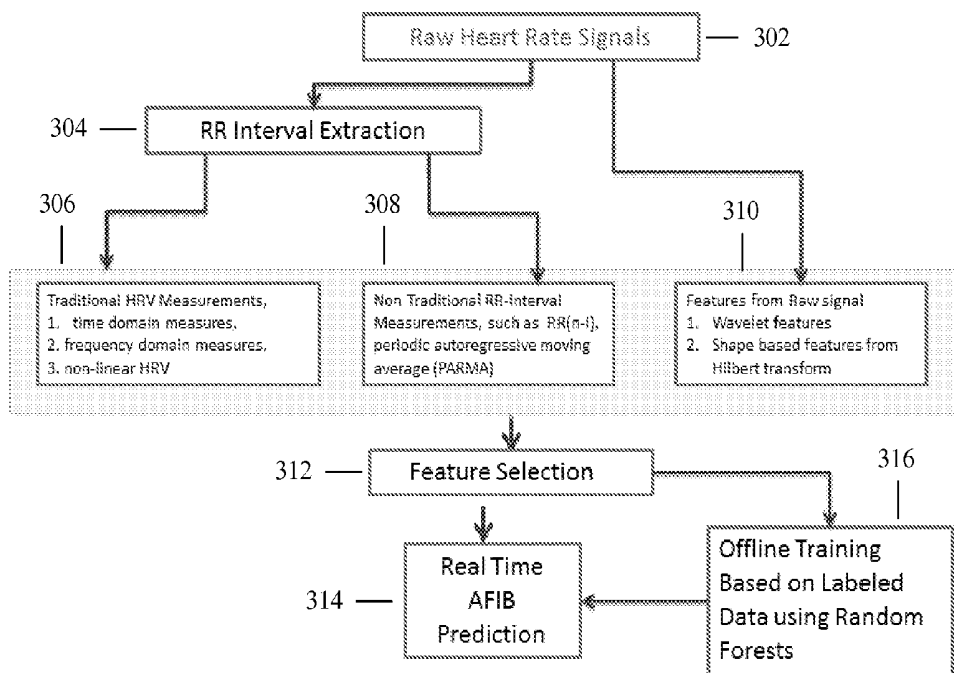 Raw Heart Rate Signals
302
304
RR Interval Extraction
306
308
310
Traditional HRV Measurements,
1. time domain measures,
2. frequency domain measures,
3. non-linear HRV
Non Traditional RR-Interval
Measurements, such as RR(n-i),
periodic autoregressive moving
average (PARMA)
Features from Raw signal
1. Wavelet features
2. Shape based features from
Hilbert transform
312
Feature Selection
316
314
Real Time
AFIB
Prediction
Offline Training
Based on Labeled
Data using Random
Forests